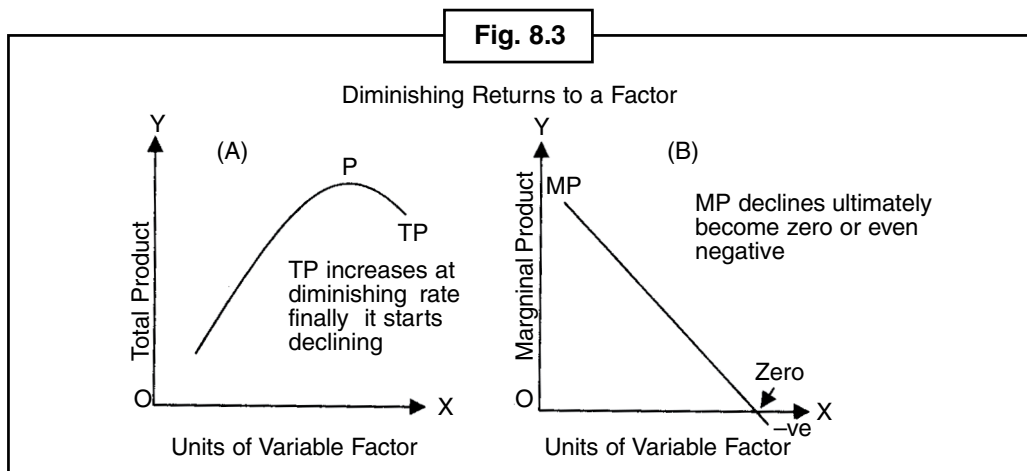 Fig. 8.3
Diminishing Returns to a Factor
Y
(A)
P
TP
Total Product
TP increases at
diminishing rate
finally it starts
declining
O
X
Units of Variable Factor
Y
(B)
MP
Margninal Product
MP declines ultimately
become zero or even
negative
Zero
O
X
–ve
Units of Variable Factor